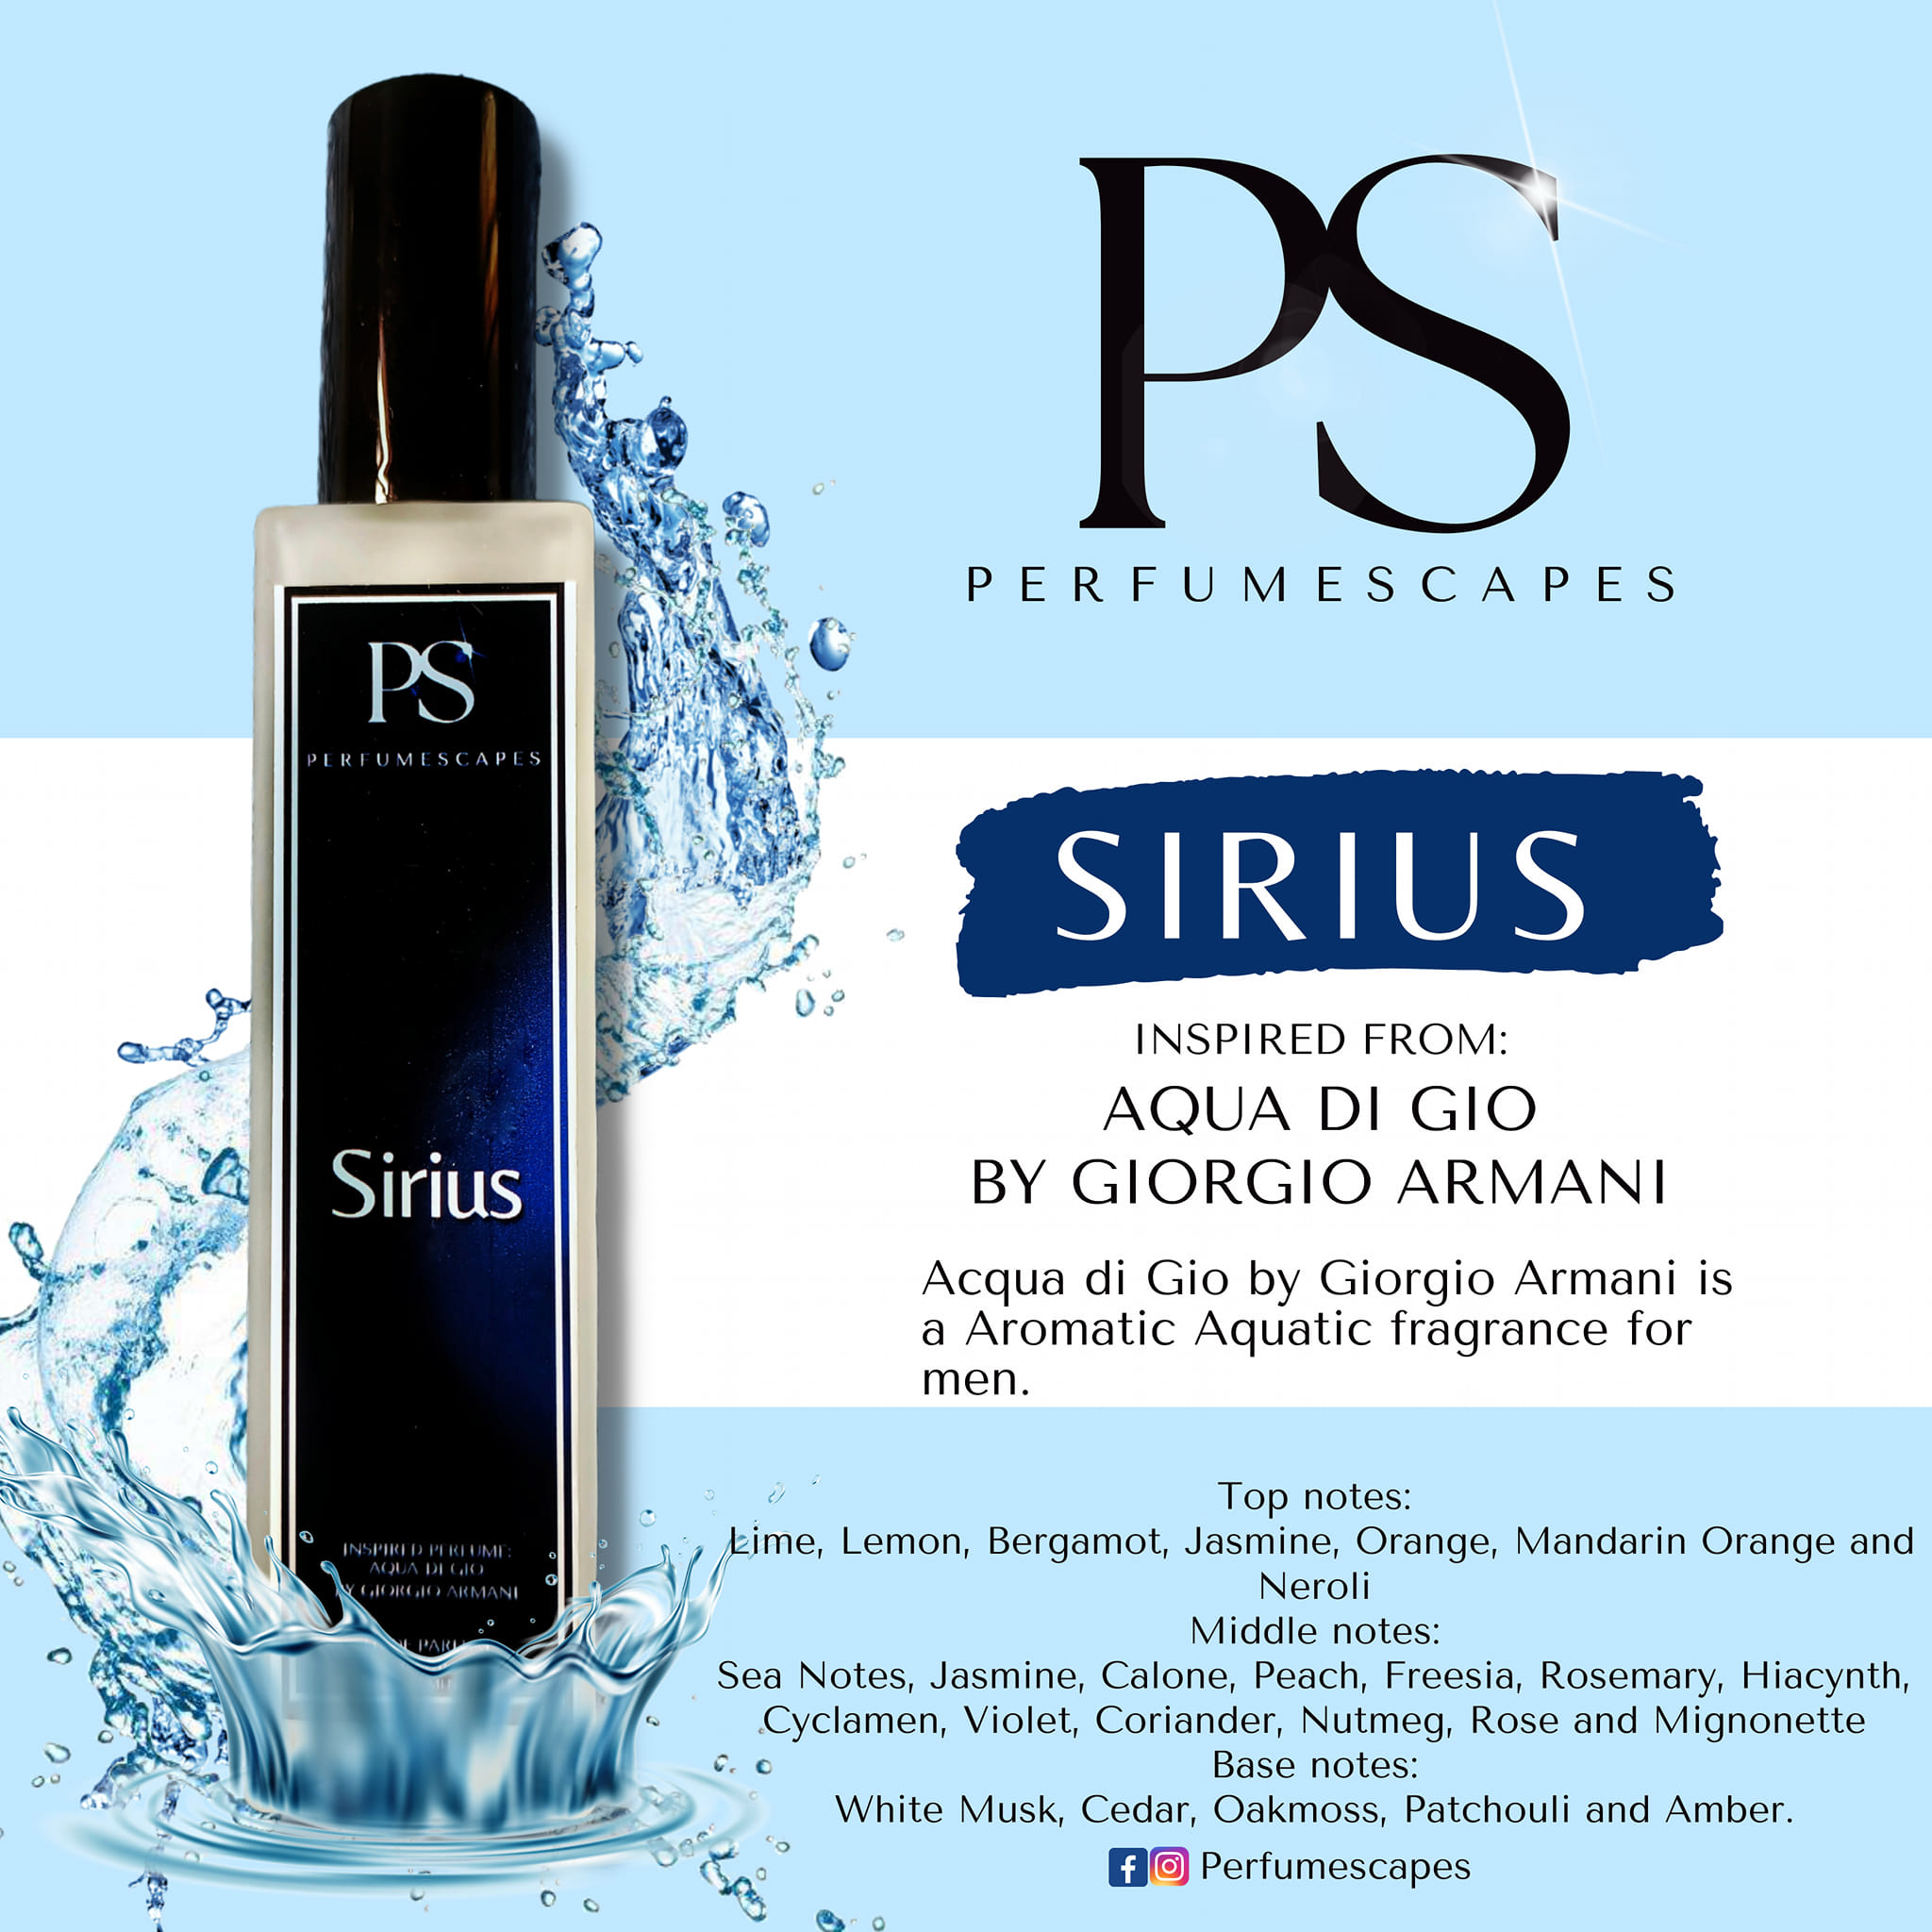 PS
PERFUMESCAPES
SIRIUS
INSPIRED FROM:
AQUA DI GIO
BY GIORGIO ARMANI
Acqua di Gio by Giorgio Armani is
a Aromatic Aquatic fragrance for
men.
Top notes:
Lime, Lemon, Bergamot, Jasmine, Orange, Mandarin Orange and
Neroli
Middle notes:
Sea Notes, Jasmine, Calone, Peach, Freesia, Rosemary, Hiacynth,
Cyclamen, Violet, Coriander, Nutmeg, Rose and Mignonette
Base notes:
White Musk, Cedar, Oakmoss, Patchouli and Amber.
Perfumescapes
PS
PERFUMESCAPES
Sirius
INSPIRED PERFUME:
AQUA DI GIO
BY GIORGIO ARMANI